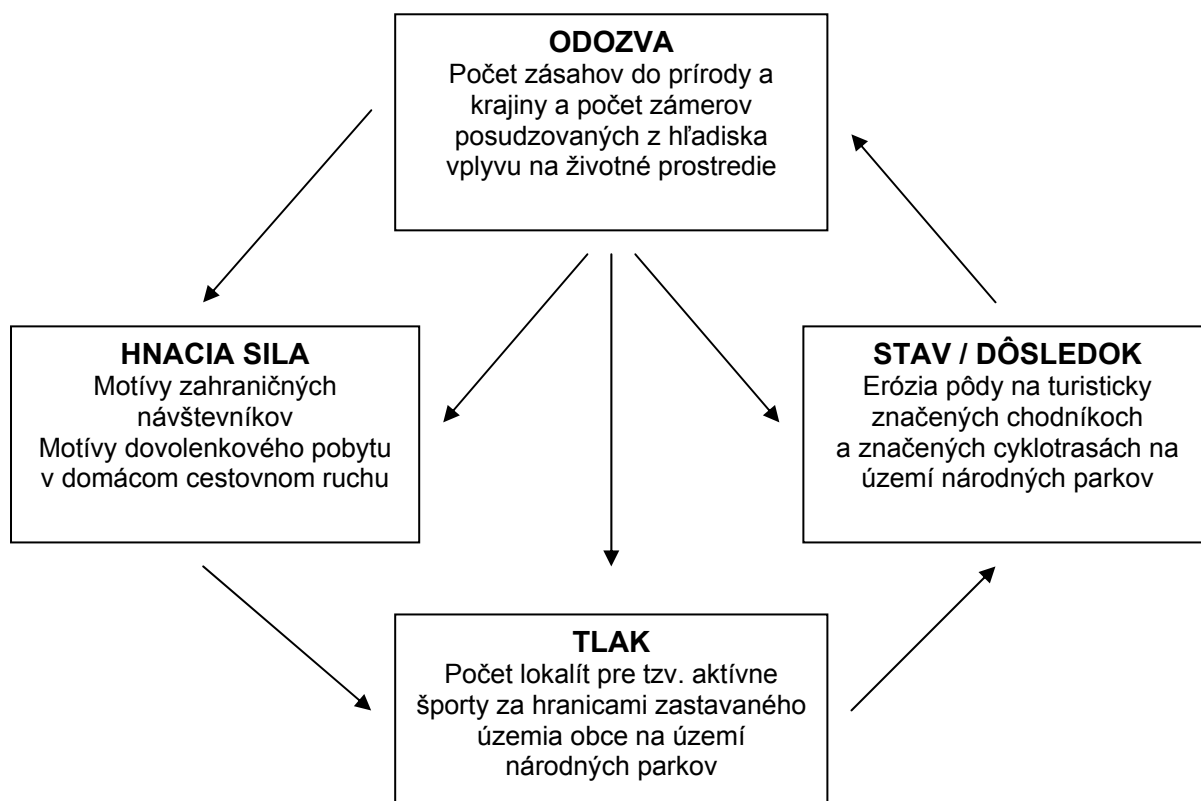 ODOZVA
Počet zásahov do prírody a
krajiny a počet zámerov
posudzovaných z hľadiska
vplyvu na životné prostredie
HNACIA SILA
Motívy zahraničných
návštevníkov
Motívy dovolenkového pobytu
v domácom cestovnom ruchu
STAV / DÔSLEDOK
Erózia pôdy na turisticky
značených chodníkoch
a značených cyklotrasách na
území národných parkov
TLAK
Počet lokalít pre tzv. aktívne
športy za hranicami zastavaného
územia obce na území
národných parkov